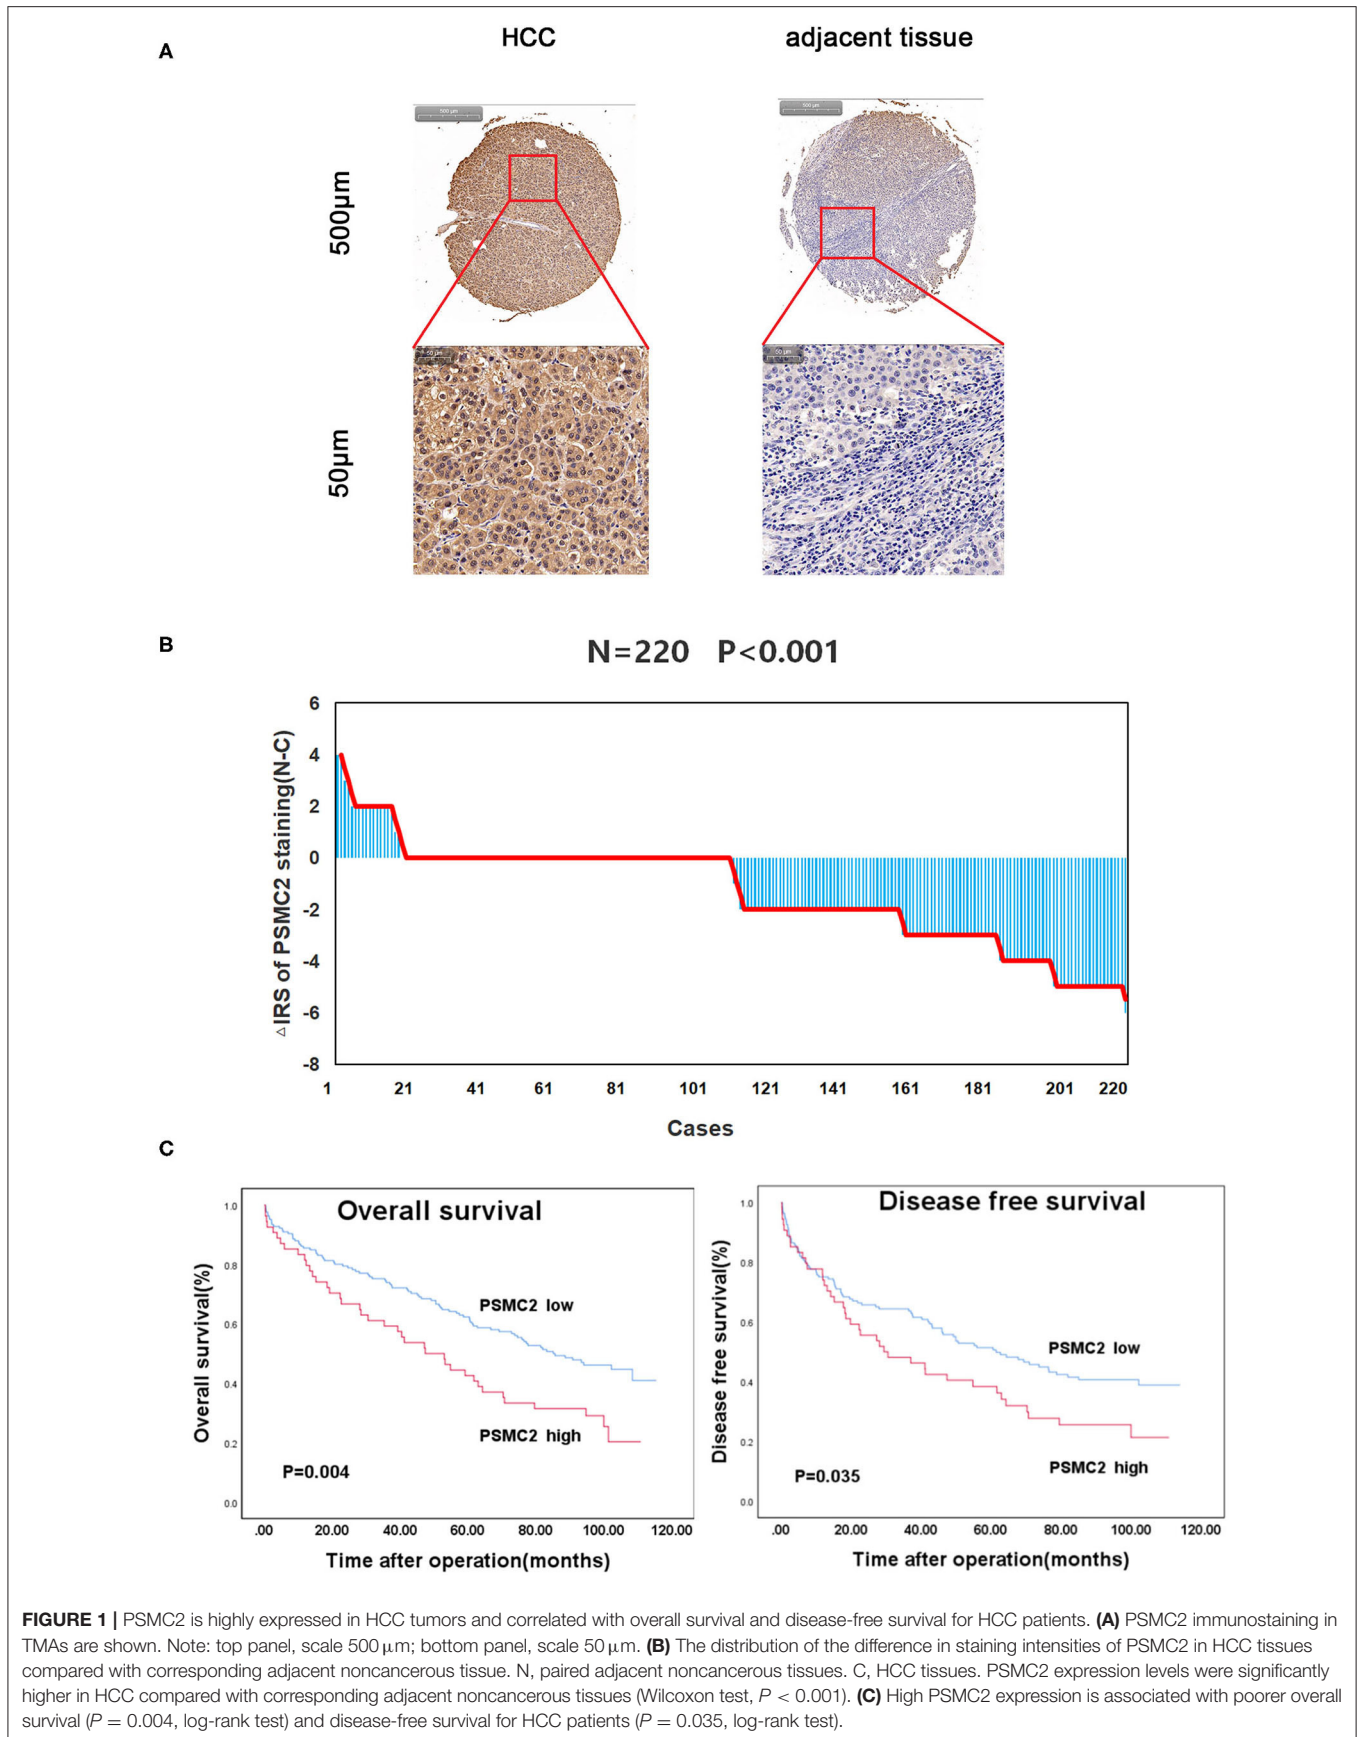 A
HCC
adjacent tissue
500µm
500 µm
500 µm
50µm
50 µm
50 µm
B
N=220 P<0.001
△IRS of PSMC2 staining(N-C)
6
4
2
0
-2
-4
-6
-8
1 21 41 61 81 101 121 141 161 181 201 220
Cases
C
Overall survival
Overall survival(%)
1.0
0.8
0.6
0.4
0.2
0.0
PSMC2 low
PSMC2 high
P=0.004
.00 20.00 40.00 60.00 80.00 100.00 120.00
Time after operation(months)
Disease free survival
Disease free survival(%)
1.0
0.8
0.6
0.4
0.2
0.0
PSMC2 low
PSMC2 high
P=0.035
.00 20.00 40.00 60.00 80.00 100.00 120.00
Time after operation(months)
FIGURE 1 | PSMC2 is highly expressed in HCC tumors and correlated with overall survival and disease-free survival for HCC patients. (A) PSMC2 immunostaining in
TMAs are shown. Note: top panel, scale 500 µm; bottom panel, scale 50 µm. (B) The distribution of the difference in staining intensities of PSMC2 in HCC tissues
compared with corresponding adjacent noncancerous tissue. N, paired adjacent noncancerous tissues. C, HCC tissues. PSMC2 expression levels were significantly
higher in HCC compared with corresponding adjacent noncancerous tissues (Wilcoxon test, P < 0.001). (C) High PSMC2 expression is associated with poorer overall
survival (P = 0.004, log-rank test) and disease-free survival for HCC patients (P = 0.035, log-rank test).